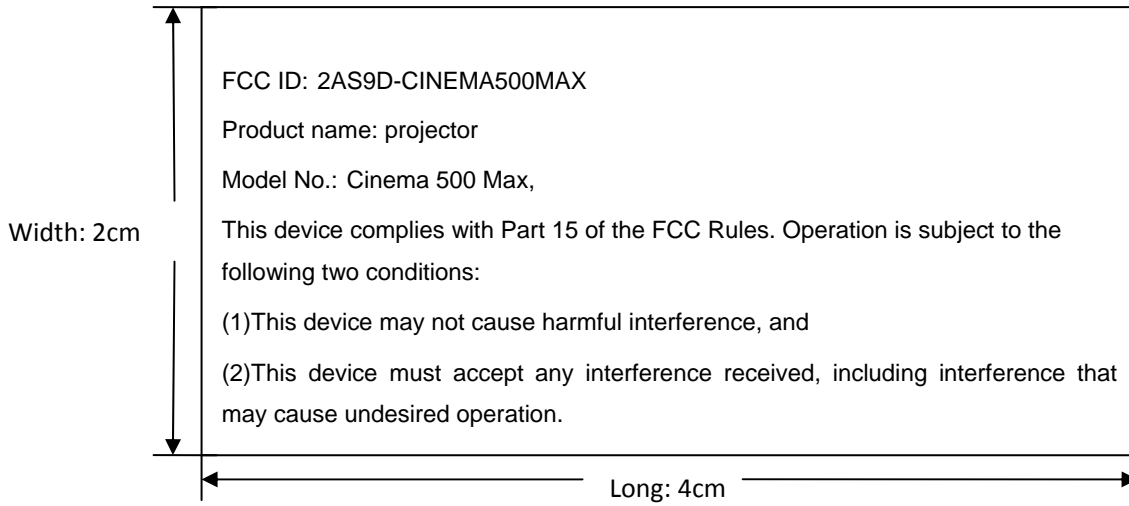 FCC ID: 2AS9D-CINEMA500MAX
Product name: projector
Model No.: Cinema 500 Max,
Width: 2cm
This device complies with Part 15 of the FCC Rules. Operation is subject to the
following two conditions:
(1)This device may not cause harmful interference, and
(2)This device must accept any interference received, including interference that
may cause undesired operation.
Long: 4cm